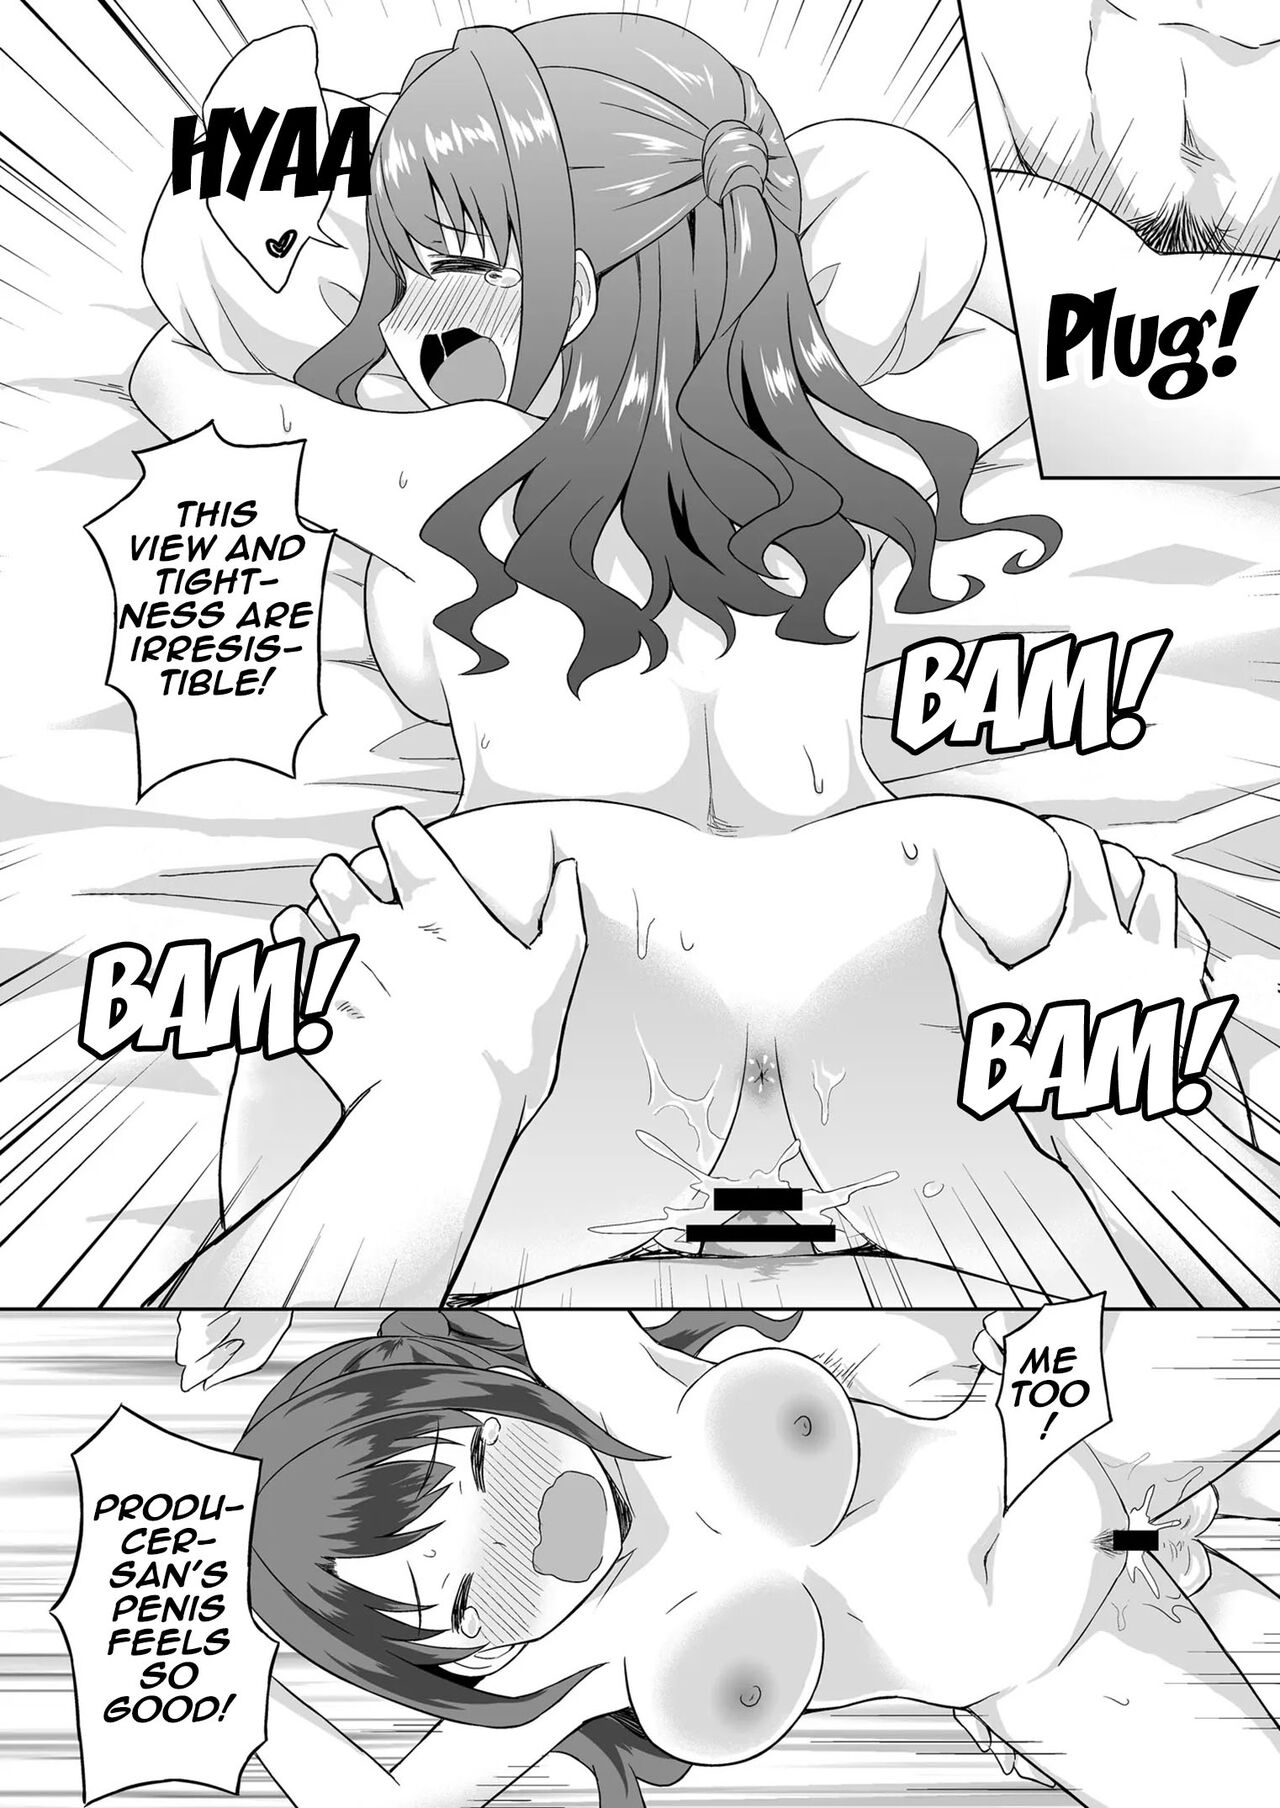 Plug!
HYAA
THIS
VIEW AND
TIGHT-
NESS ARE
IRRESIS-
TIBLE!
BAM!
BAM!
BAM!
ME
TOO
!
PRODU-
CER-
SAN'S
PENIS
FEELS
SO
GOOD!